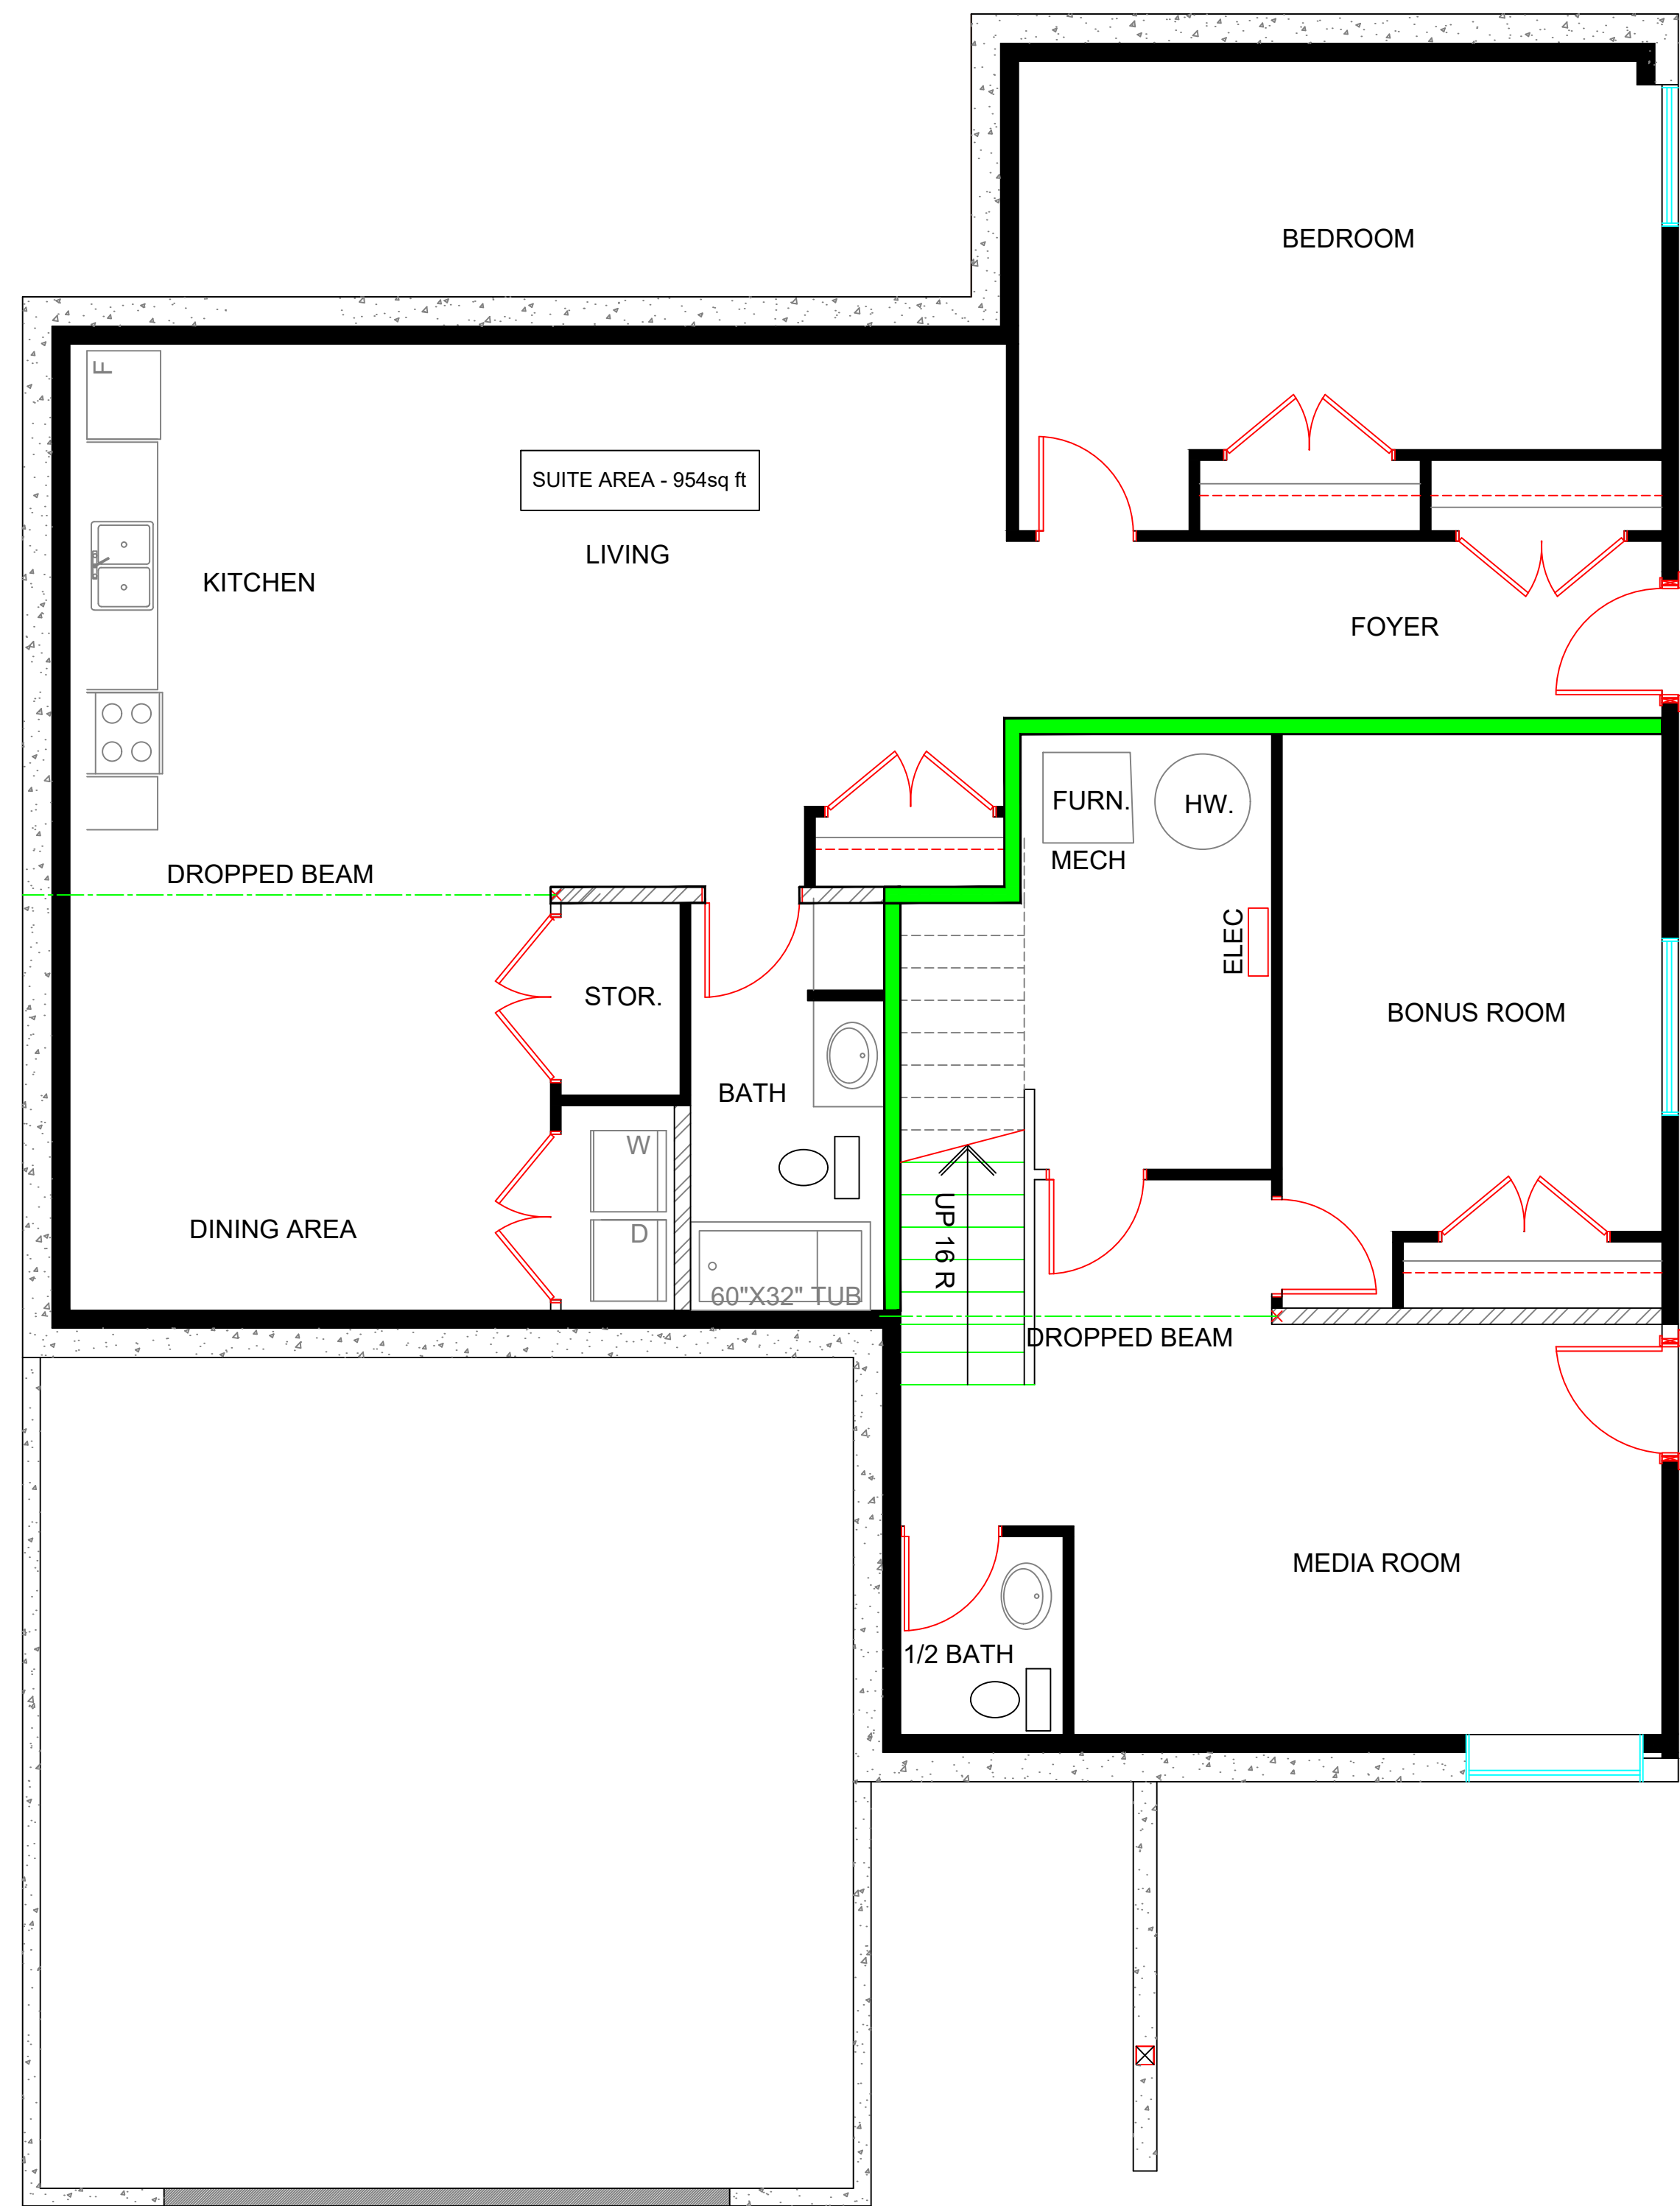 BEDROOM
F
SUITE AREA - 954sq ft
LIVING
KITCHEN
FOYER
FURN.
HW.
MECH
DROPPED BEAM
ELEC
STOR.
BONUS ROOM
BATH
W
UP 16 R
DINING AREA
D
60"X32" TUB
DROPPED BEAM
MEDIA ROOM
1/2 BATH